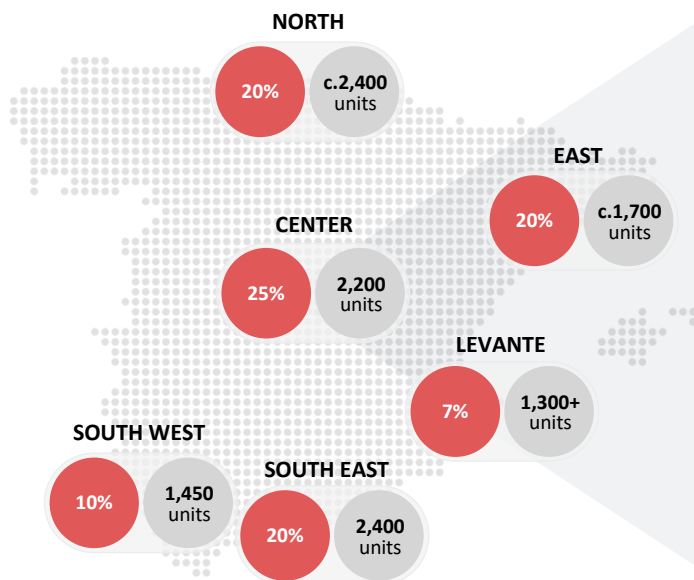 NORTH
20%
c.2,400
units
EAST
20%
c.1,700
units
CENTER
25%
2,200
units
LEVANTE
7%
1,300+
units
SOUTH WEST
10%
1,450
units
SOUTH EAST
20%
2,400
units